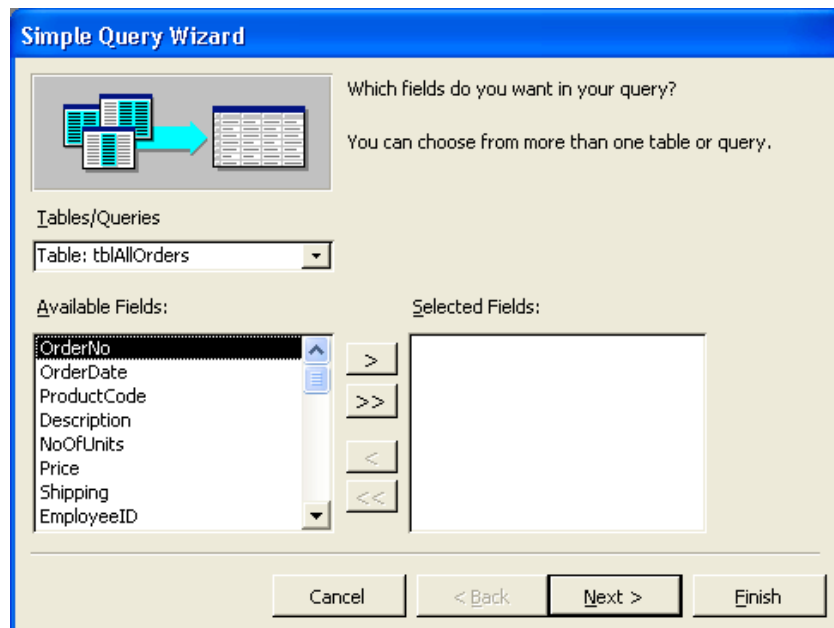 Simple Query Wizard
Which fields do you want in your query?
You can choose from more than one table or query.
Tables/Queries
Table: tblAllOrders
Available Fields:
Selected Fields:
OrderNo
OrderDate
ProductCode
Description
NoOfUnits
Price
Shipping
EmployeeID
>
>>
<
<<
Cancel
< Back
Next >
Finish